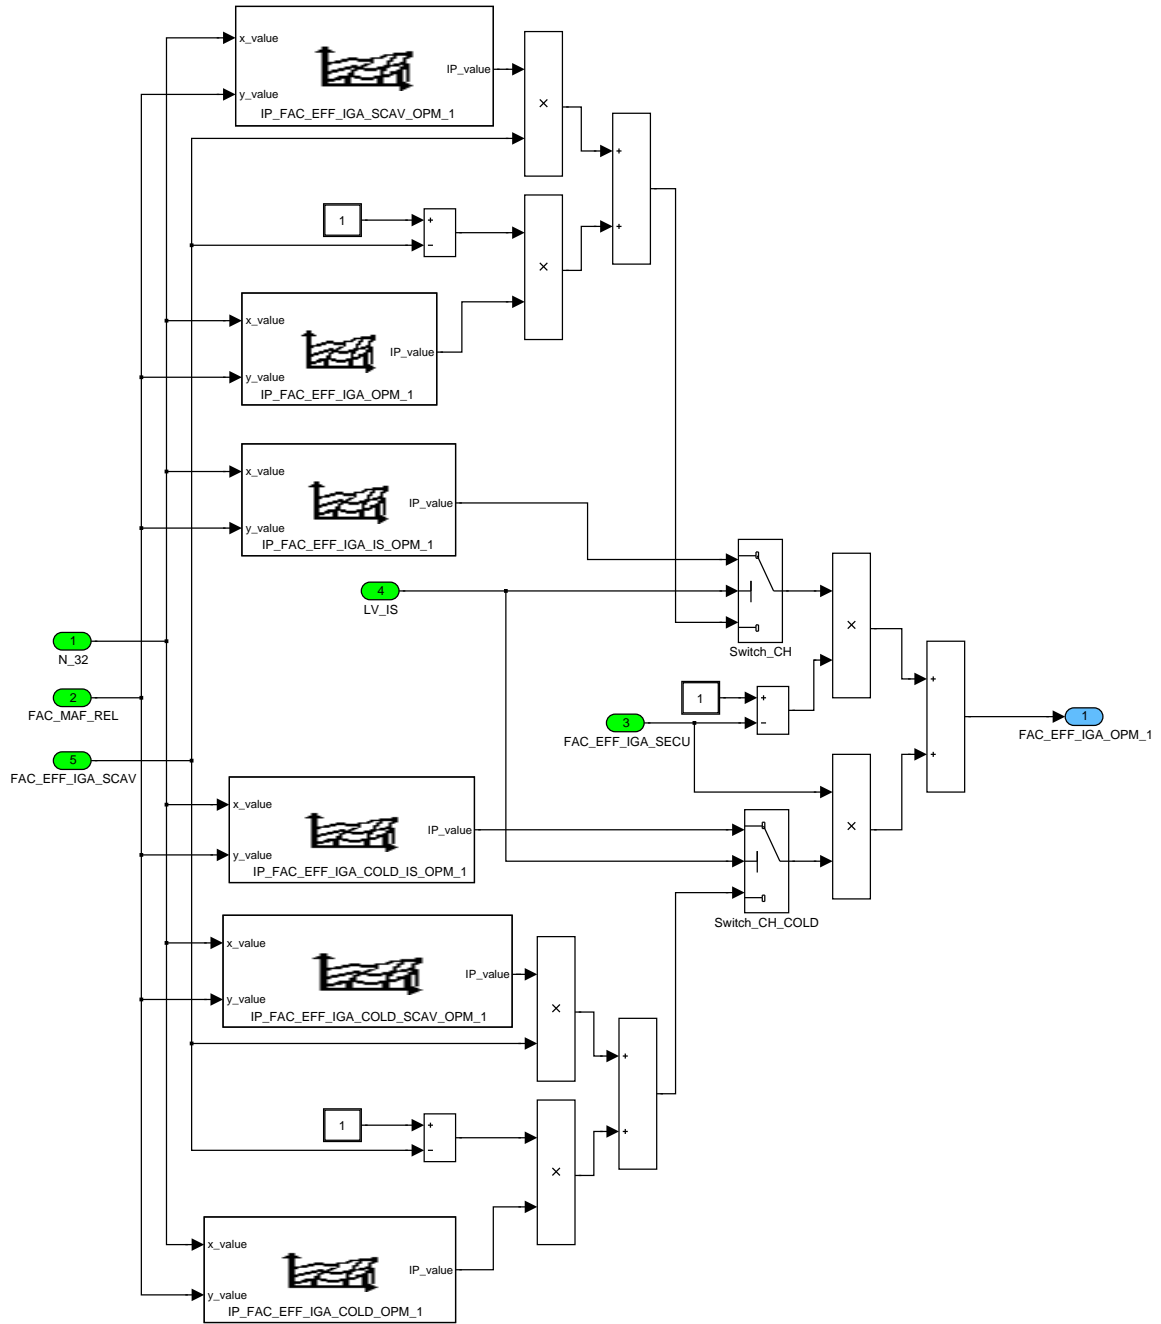 x_value
IP_value
y_value
IP_FAC_EFF_IGA_SCAV_OPM_1
×
+
1
+
+
−
×
x_value
IP_value
y_value
IP_FAC_EFF_IGA_OPM_1
x_value
IP_value
y_value
IP_FAC_EFF_IGA_IS_OPM_1
4
LV_IS
Switch_CH
×
1
N_32
2
FAC_MAF_REL
1
+
−
3
FAC_EFF_IGA_SECU
+
+
1
FAC_EFF_IGA_OPM_1
5
FAC_EFF_IGA_SCAV
x_value
IP_value
y_value
IP_FAC_EFF_IGA_COLD_IS_OPM_1
×
Switch_CH_COLD
x_value
IP_value
y_value
IP_FAC_EFF_IGA_COLD_SCAV_OPM_1
×
+
+
1
+
−
×
x_value
IP_value
y_value
IP_FAC_EFF_IGA_COLD_OPM_1